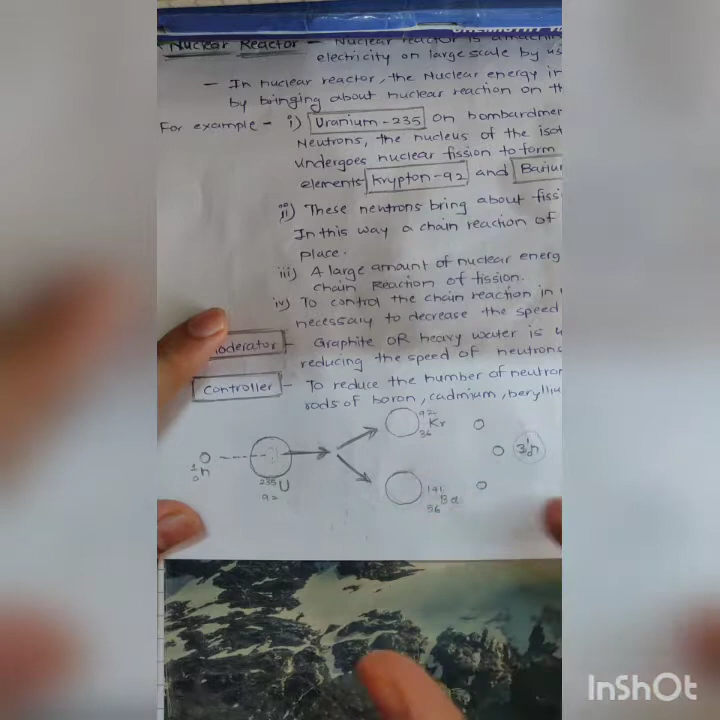 Nuclear Reactor - Nuclear reactor is a
electricity on large scale by
- In nuclear reactor, the Nuclear energy
by bringing about nuclear reaction on
For example - i) Uranium-235 on
Neutrons, the nucleus of the
undergoes nuclear fission to form
elements Krypton-92 and
ii) These neutrons bring about
In this way a chain reaction of
place.
iii) A large amount of nuclear
chain Reaction of fission.
iv) To control the chain reaction in
necessary to decrease the speed
Graphite OR heavy water is
reducing the speed of neutrons
Controller - To reduce the number of
rods of boron, cadmium,
92
Kr
36
1
n
0
235
U
92
3 n
141
Ba
56
InShOt